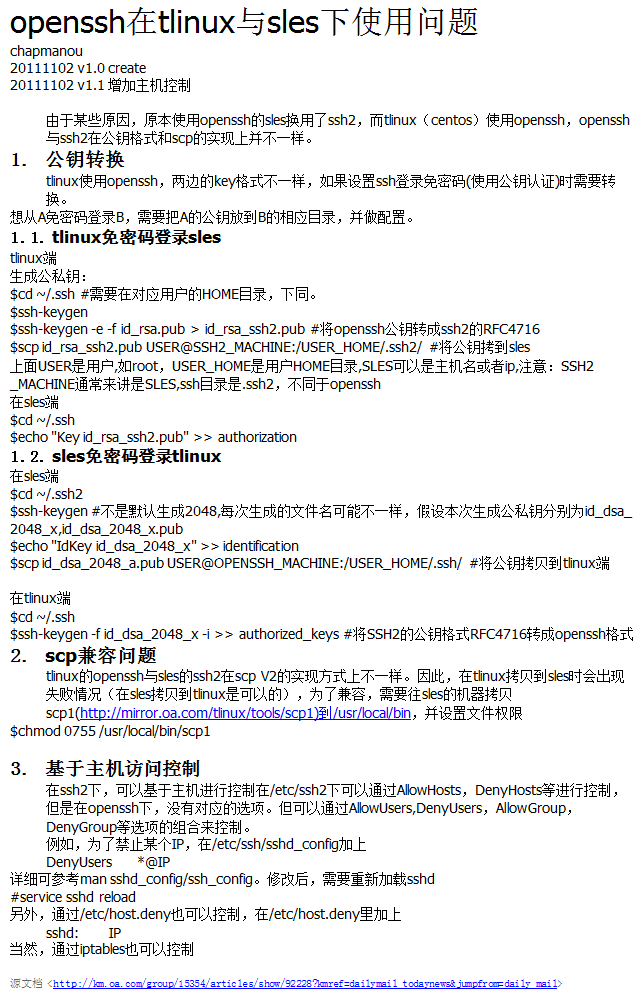 openssh在tlinux与sles下使用问题
chapmanou
20111102 v1.0 create
20111102 v1.1 增加主机控制
由于某些原因，原本使用openssh的sles换用了ssh2，而tlinux（centos）使用openssh，openssh
与ssh2在公钥格式和scp的实现上并不一样。
1. 公钥转换
tlinux使用openssh，两边的key格式不一样，如果设置ssh登录免密码(使用公钥认证)时需要转
换。
想从A免密码登录B，需要把A的公钥放到B的相应目录，并做配置。
1.1. tlinux免密码登录sles
tlinux端
生成公私钥：
$cd ~/.ssh #需要在对应用户的HOME目录，下同。
$ssh-keygen
$ssh-keygen -e -f id_rsa.pub > id_rsa_ssh2.pub #将openssh公钥转成ssh2的RFC4716
$scp id_rsa_ssh2.pub USER@SSH2_MACHINE:/USER_HOME/.ssh2/ #将公钥拷到sles
上面USER是用户,如root，USER_HOME是用户HOME目录,SLES可以是主机名或者ip,注意：SSH2
_MACHINE通常来讲是SLES,ssh目录是.ssh2，不同于openssh
在sles端
$cd ~/.ssh
$echo "Key id_rsa_ssh2.pub" >> authorization
1.2. sles免密码登录tlinux
在sles端
$cd ~/.ssh2
$ssh-keygen #不是默认生成2048,每次生成的文件名可能不一样，假设本次生成公私钥分别为id_dsa_
2048_x,id_dsa_2048_x.pub
$echo "IdKey id_dsa_2048_x" >> identification
$scp id_dsa_2048_a.pub USER@OPENSSH_MACHINE:/USER_HOME/.ssh/ #将公钥拷贝到tlinux端
在tlinux端
$cd ~/.ssh
$ssh-keygen -f id_dsa_2048_x -i >> authorized_keys #将SSH2的公钥格式RFC4716转成openssh格式
2. scp兼容问题
tlinux的openssh与sles的ssh2在scp V2的实现方式上不一样。因此，在tlinux拷贝到sles时会出现
失败情况（在sles拷贝到tlinux是可以的），为了兼容，需要往sles的机器拷贝
scp1(http://mirror.oa.com/tlinux/tools/scp1)到/usr/local/bin，并设置文件权限
$chmod 0755 /usr/local/bin/scp1
3. 基于主机访问控制
在ssh2下，可以基于主机进行控制在/etc/ssh2下可以通过AllowHosts，DenyHosts等进行控制，
但是在openssh下，没有对应的选项。但可以通过AllowUsers,DenyUsers，AllowGroup，
DenyGroup等选项的组合来控制。
例如，为了禁止某个IP，在/etc/ssh/sshd_config加上
DenyUsers *@IP
详细可参考man sshd_config/ssh_config。修改后，需要重新加载sshd
#service sshd reload
另外，通过/etc/host.deny也可以控制，在/etc/host.deny里加上
sshd: IP
当然，通过iptables也可以控制
源文档 <http://km.oa.com/group/15354/articles/show/92228?kmref=dailymail_todaynews&jumpfrom=daily_mail>